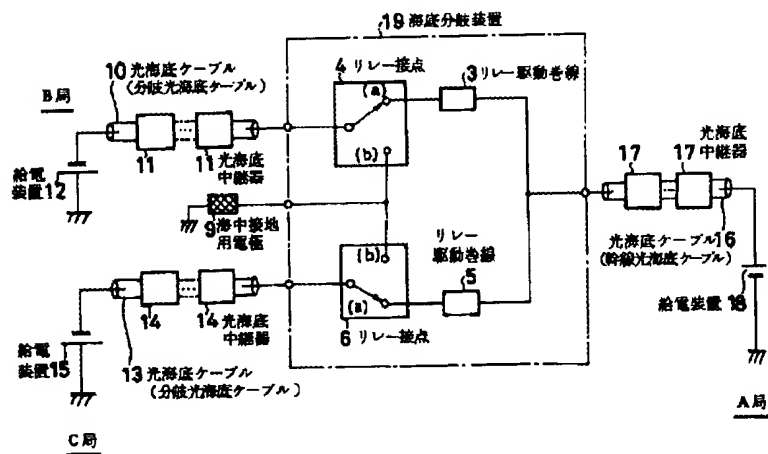 19 海底分岐装置
10 光海底ケーブル
(分岐光海底ケーブル)
4 リレー接点
3 リレー駆動巻線
B局
(a)
光海底
中継器
17
17
11
11 光海底
中継器
給電
装置12
(b)
9
海中接地
用電極
リレー
駆動巻線
(b)
5
光海底
ケーブル 16
(幹線光海底ケーブル)
給電装置 18
(a)
14
14 光海底
中継器
6 リレー接点
給電
装置15
13 光海底ケーブル
(分岐光海底ケーブル)
A局
C局